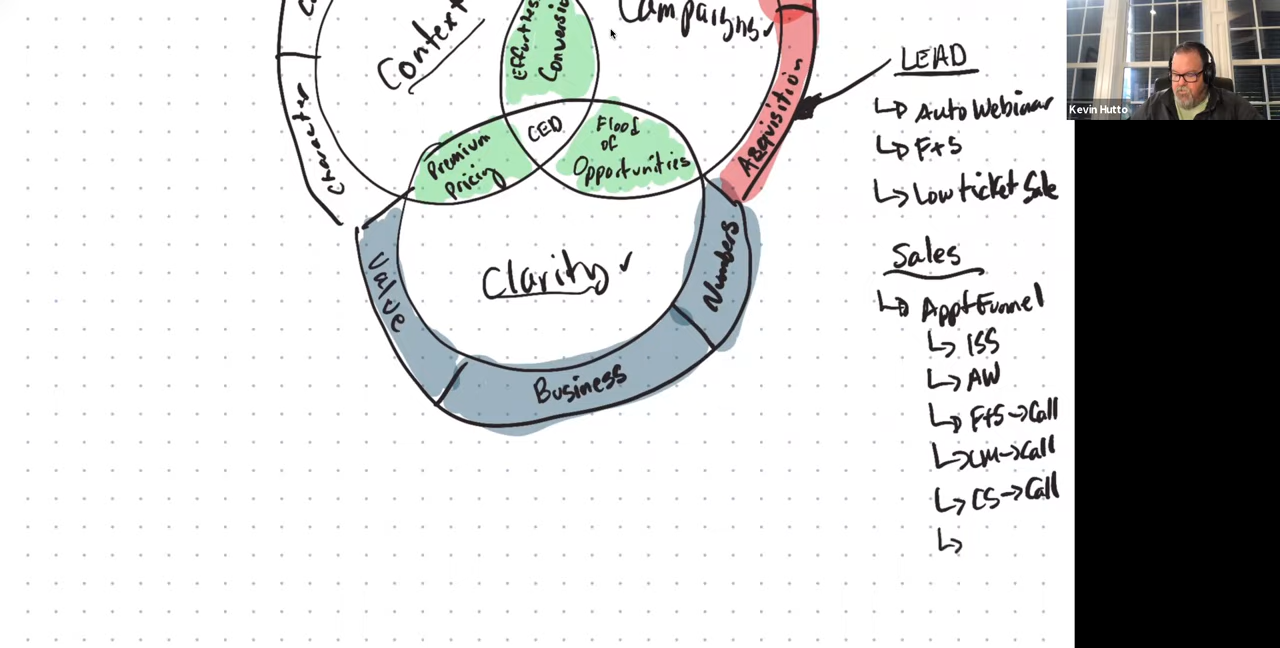 Context
Effortless
Conversion
Campaigns
Acquisition
Character
Premium
Pricing
CEO
Flood
of
Opportunities
Clarity
Value
Business
Numbers
LEAD
Auto Webinar
F+S
Low ticket Sale
Sales
Appt Funnel
ISS
AW
F+S → Call
LM → Call
CS → Call
Kevin Hutto